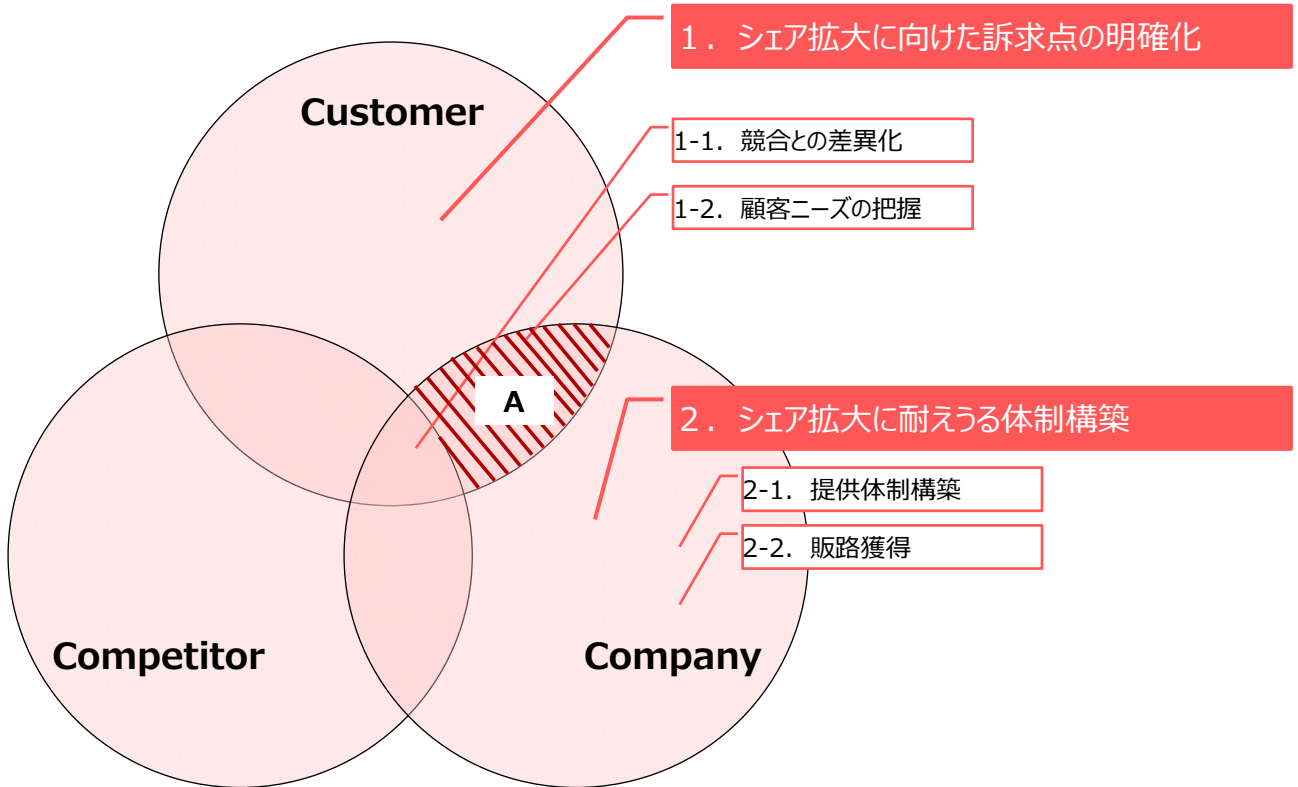 1． シェア拡大に向けた訴求点の明確化
Customer
1-1. 競合との差異化
1-2. 顧客ニーズの把握
A
2． シェア拡大に耐えうる体制構築
2-1. 提供体制構築
2-2. 販路獲得
Competitor
Company